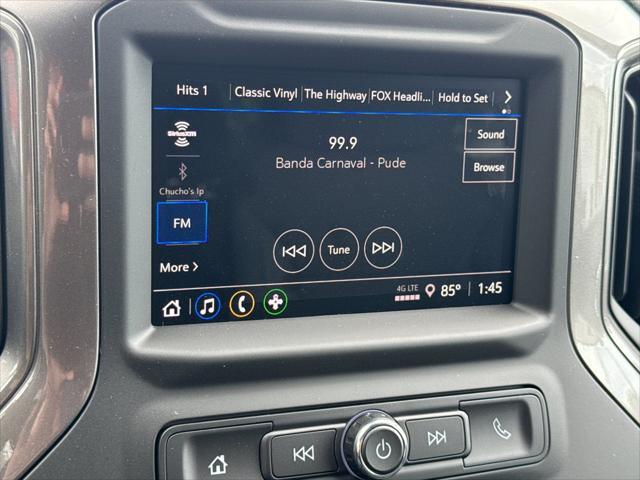 Hits 1 Classic Vinyl The Highway FOX Headli... Hold to Set
SiriusXM
99.9
Sound
Banda Carnaval - Pude
Browse
Chucho's Ip
FM
Tune
More
4G LTE 85° 1:45